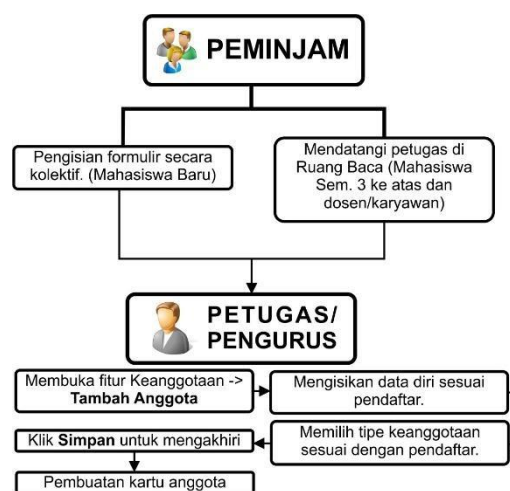 PEMINJAM
Pengisian formulir secara
kolektif. (Mahasiswa Baru)
Mendatangi petugas di
Ruang Baca (Mahasiswa
Sem. 3 ke atas dan
dosen/karyawan)
PETUGAS/
PENGURUS
Membuka fitur Keanggotaan ->
Tambah Anggota
Mengisikan data diri sesuai
pendaftar.
Memilih tipe keanggotaan
sesuai dengan pendaftar.
Klik Simpan untuk mengakhiri
Pembuatan kartu anggota